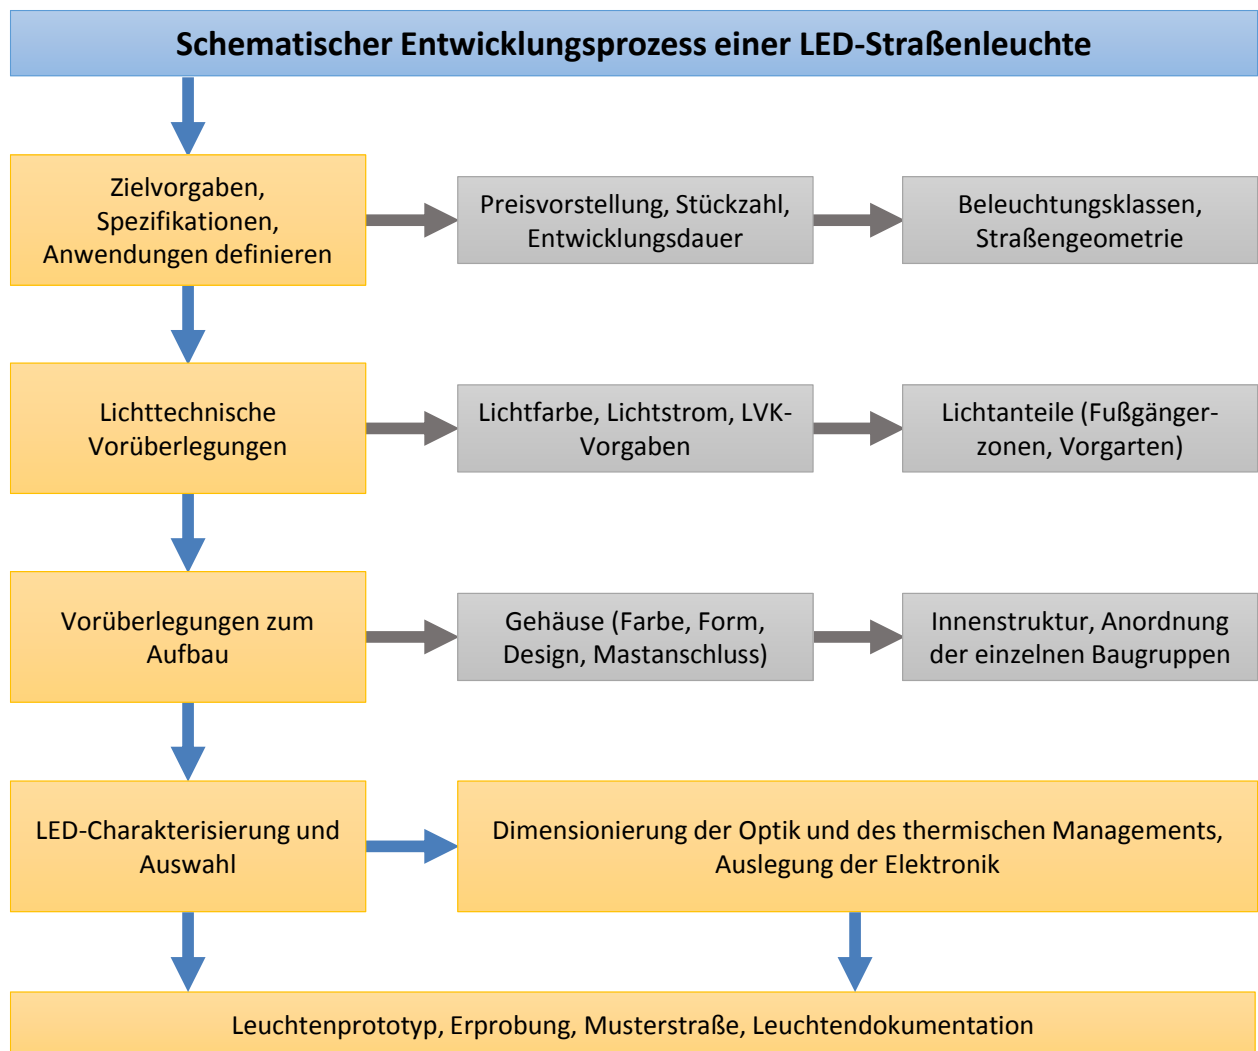 Schematischer Entwicklungsprozess einer LED-Straßenleuchte
Zielvorgaben,
Spezifikationen,
Anwendungen definieren
Preisvorstellung, Stückzahl,
Entwicklungsdauer
Beleuchtungsklassen,
Straßengeometrie
Lichttechnische
Vorüberlegungen
Lichtfarbe, Lichtstrom, LVK-
Vorgaben
Lichtanteile (Fußgänger-
zonen, Vorgarten)
Vorüberlegungen zum
Aufbau
Gehäuse (Farbe, Form,
Design, Mastanschluss)
Innenstruktur, Anordnung
der einzelnen Baugruppen
LED-Charakterisierung und
Auswahl
Dimensionierung der Optik und des thermischen Managements,
Auslegung der Elektronik
Leuchtenprototyp, Erprobung, Musterstraße, Leuchtendokumentation